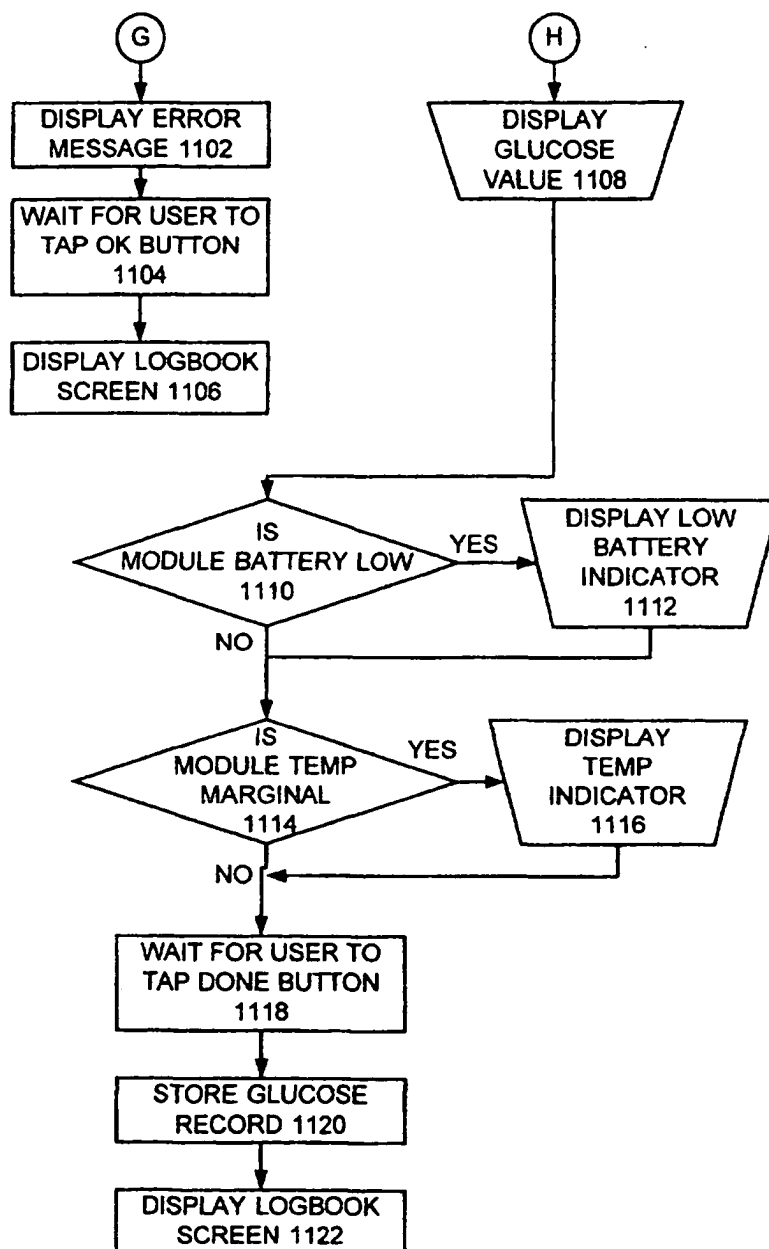 G
DISPLAY ERROR
MESSAGE 1102
WAIT FOR USER TO
TAP OK BUTTON
1104
DISPLAY LOGBOOK
SCREEN 1106
H
DISPLAY
GLUCOSE
VALUE 1108
IS
MODULE BATTERY LOW
1110
YES
DISPLAY LOW
BATTERY
INDICATOR
1112
NO
IS
MODULE TEMP
MARGINAL
1114
YES
DISPLAY
TEMP
INDICATOR
1116
NO
WAIT FOR USER TO
TAP DONE BUTTON
1118
STORE GLUCOSE
RECORD 1120
DISPLAY LOGBOOK
SCREEN 1122